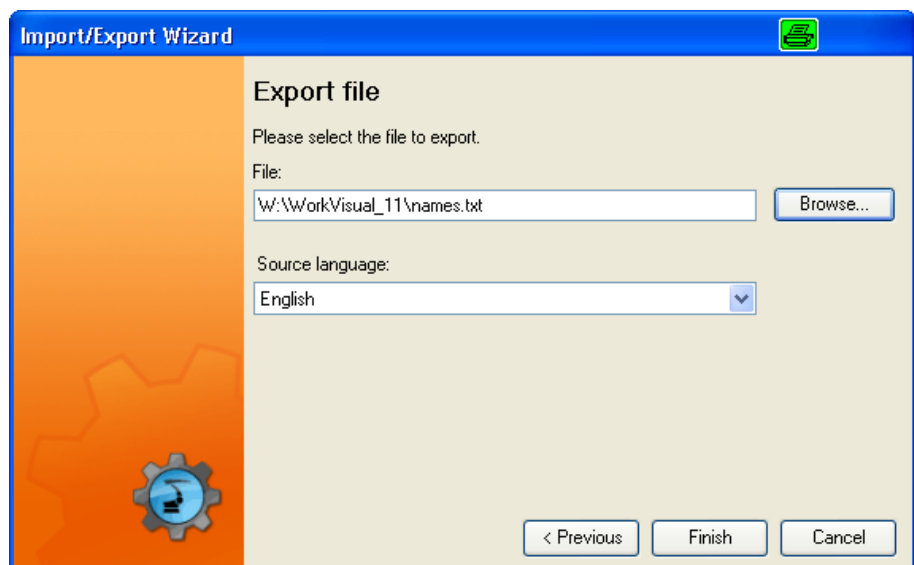 Import/Export Wizard
Export file
Please select the file to export.
File:
W:\WorkVisual_11\names.txt
Browse...
Source language:
English
< Previous
Finish
Cancel